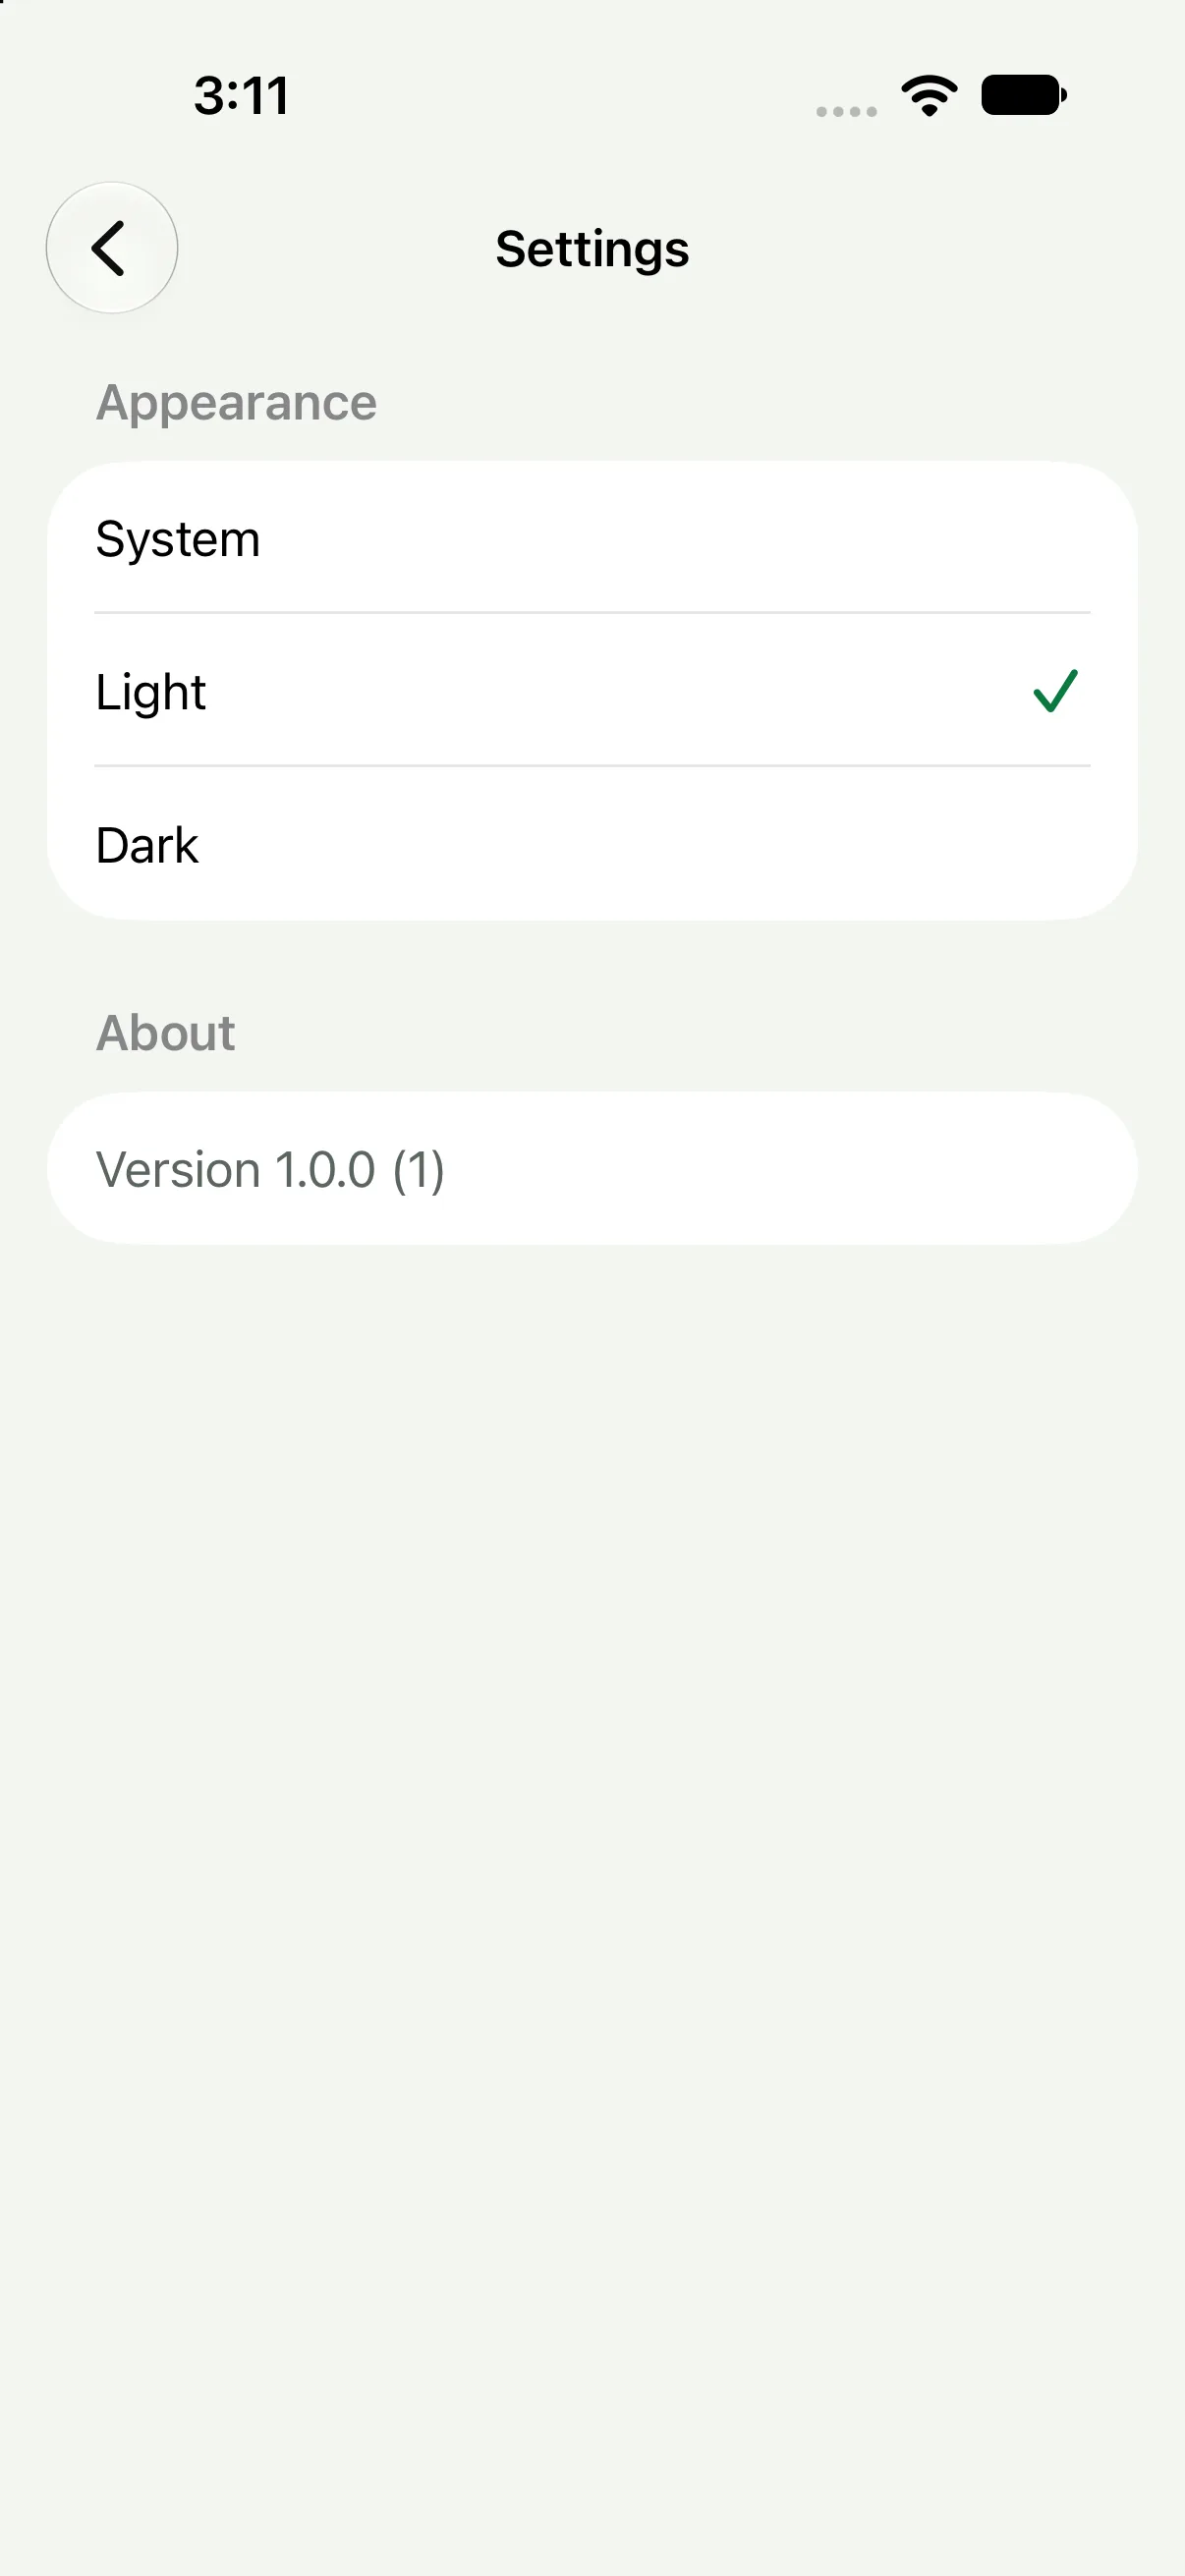 3:11
Settings
Appearance
System
Light
Dark
About
Version 1.0.0 (1)